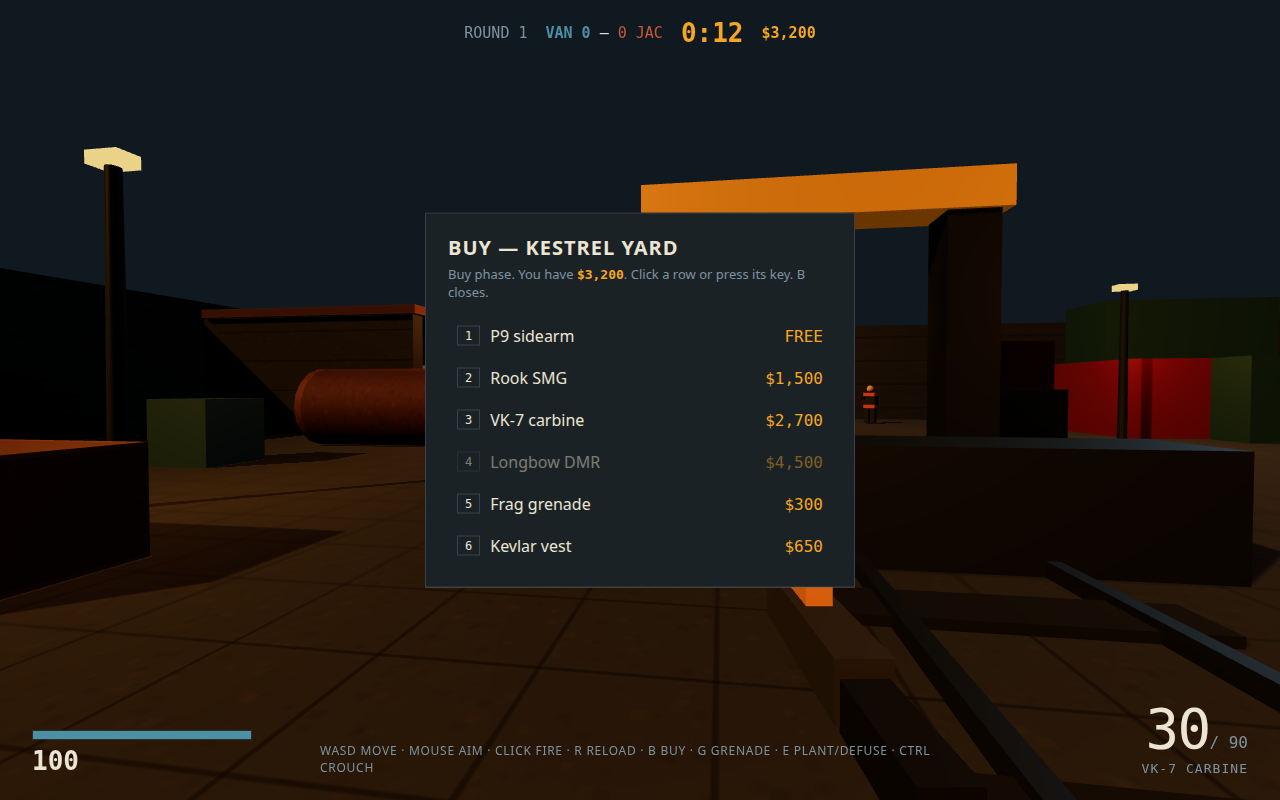 ROUND 1 VAN 0 — 0 JAC 0:12 $3,200
BUY — KESTREL YARD
Buy phase. You have $3,200. Click a row or press its key. B
closes.
1 P9 sidearm FREE
2 Rook SMG $1,500
3 VK-7 carbine $2,700
4 Longbow DMR $4,500
5 Frag grenade $300
6 Kevlar vest $650
100
WASD MOVE · MOUSE AIM · CLICK FIRE · R RELOAD · B BUY · G GRENADE · E PLANT/DEFUSE · CTRL
CROUCH
30 / 90
VK-7 CARBINE